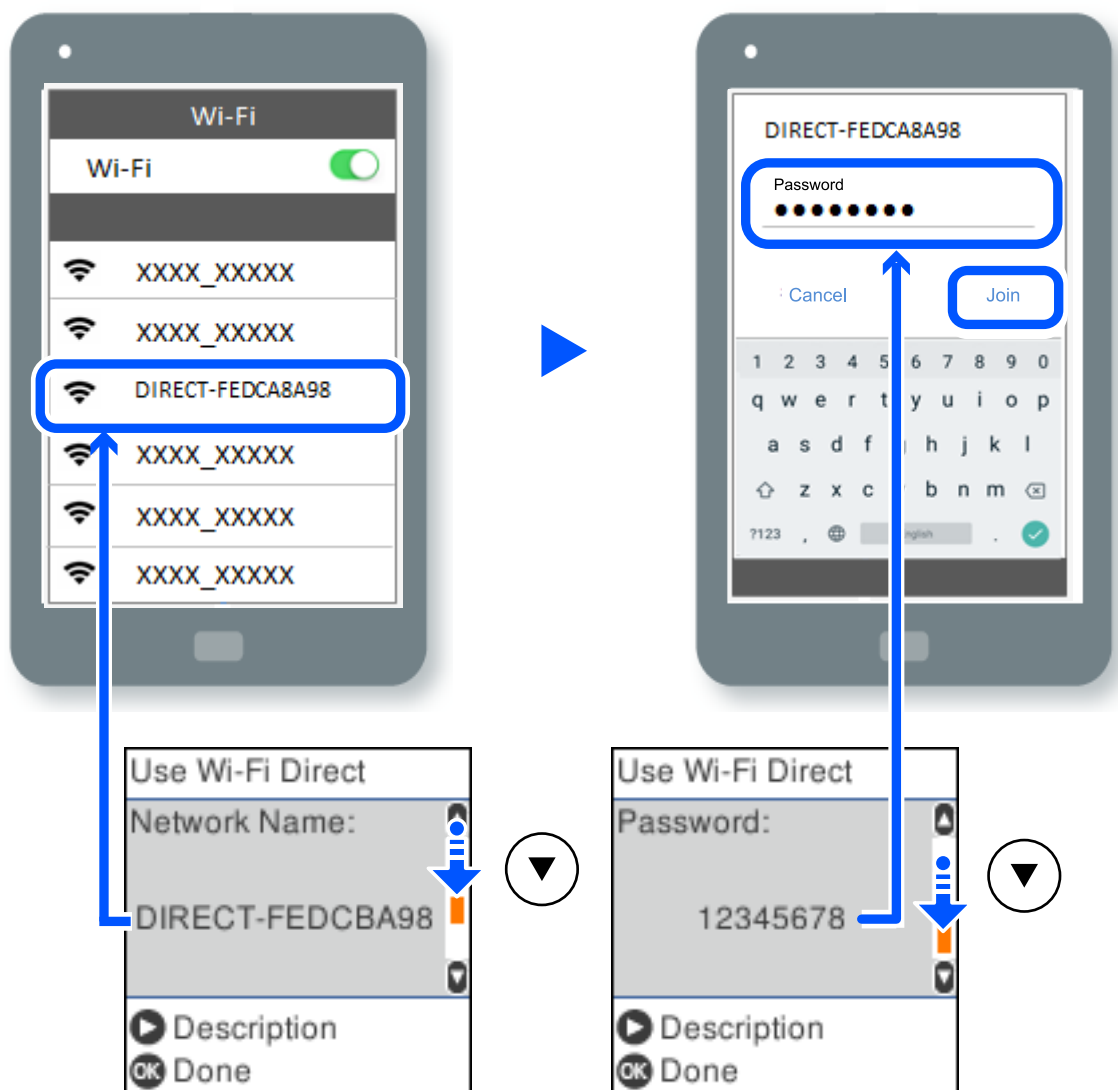 Wi-Fi
Wi-Fi
XXXX_XXXXX
XXXX_XXXXX
DIRECT-FEDCA8A98
XXXX_XXXXX
XXXX_XXXXX
XXXX_XXXXX
DIRECT-FEDCA8A98
Password
Cancel Join
1 2 3 4 5 6 7 8 9 0
q w e r t y u i o p
a s d f h j k l
z x c b n m
?123 , .
Use Wi-Fi Direct
Network Name:
DIRECT-FEDCBA98
Description
OK Done
Use Wi-Fi Direct
Password:
12345678
Description
OK Done